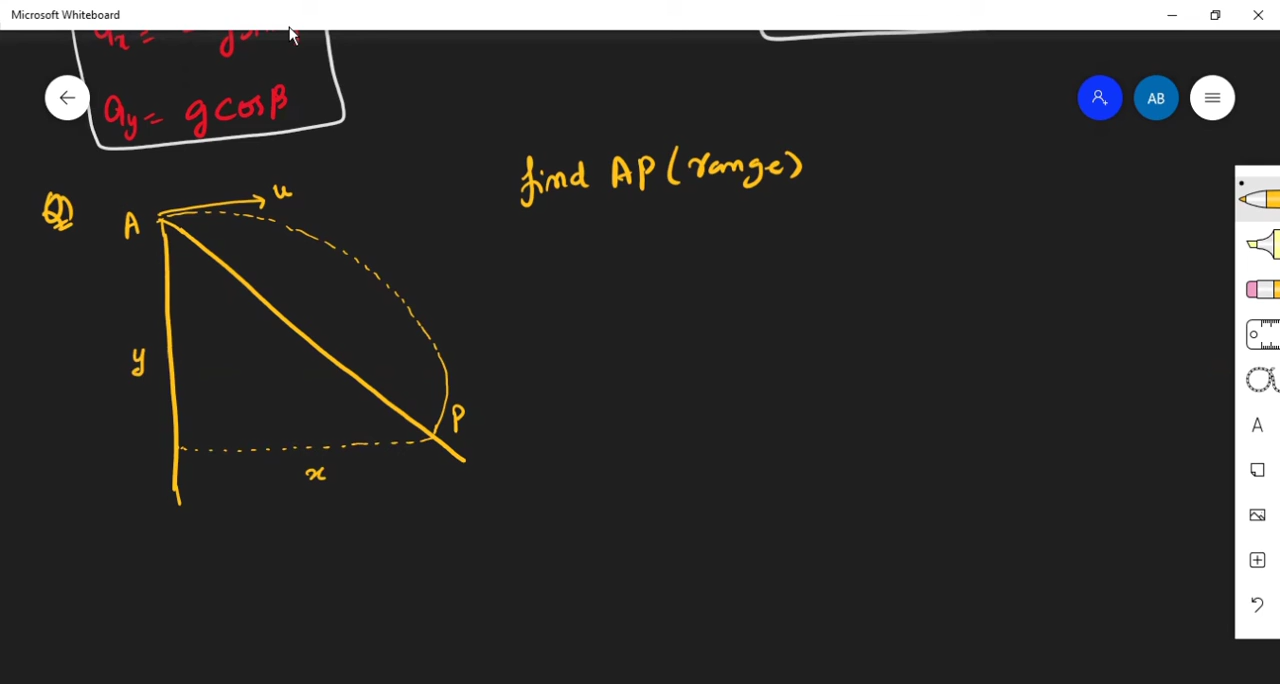 Microsoft Whiteboard
ay = g cosβ
AB
find AP (range)
Q)
u
A
y
P
x
A